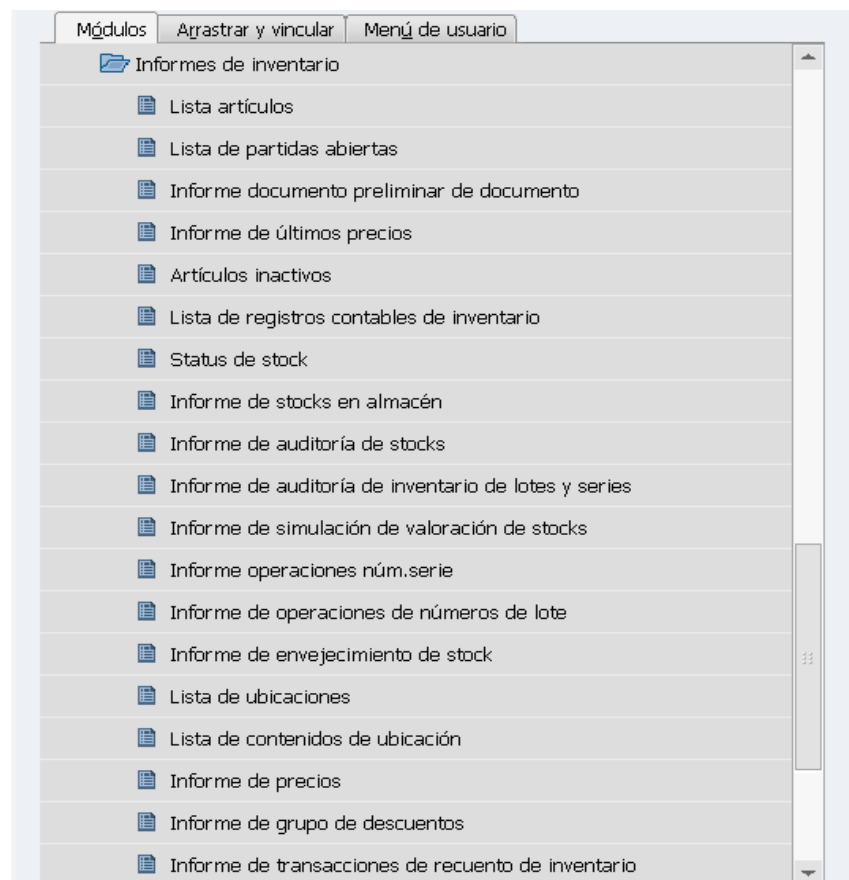 Módulos Arrastrar y vincular Menú de usuario
Informes de inventario
Lista artículos
Lista de partidas abiertas
Informe documento preliminar de documento
Informe de últimos precios
Artículos inactivos
Lista de registros contables de inventario
Status de stock
Informe de stocks en almacén
Informe de auditoría de stocks
Informe de auditoría de inventario de lotes y series
Informe de simulación de valoración de stocks
Informe operaciones núm.serie
Informe de operaciones de números de lote
Informe de envejecimiento de stock
Lista de ubicaciones
Lista de contenidos de ubicación
Informe de precios
Informe de grupo de descuentos
Informe de transacciones de recuento de inventario